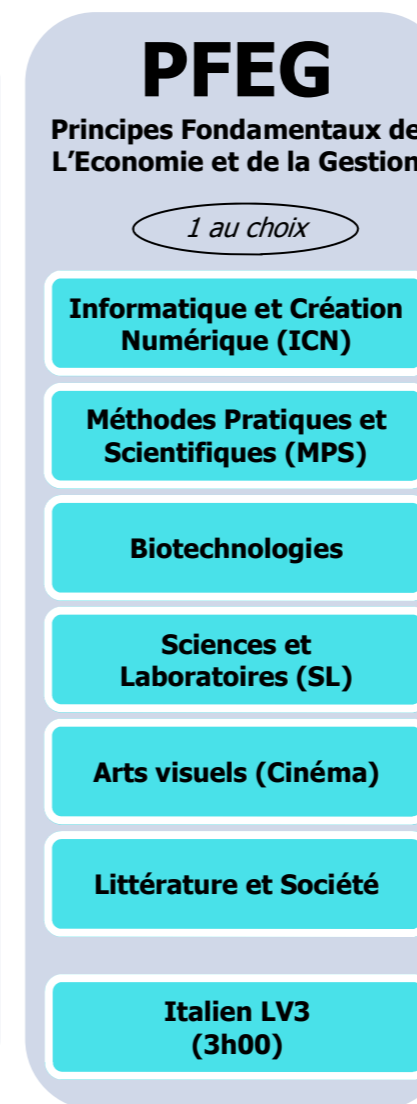 PFEG
Principes Fondamentaux de
L'Economie et de la Gestion
1 au choix
Informatique et Création
Numérique (ICN)
Méthodes Pratiques et
Scientifiques (MPS)
Biotechnologies
Sciences et
Laboratoires (SL)
Arts visuels (Cinéma)
Littérature et Société
Italien LV3
(3h00)